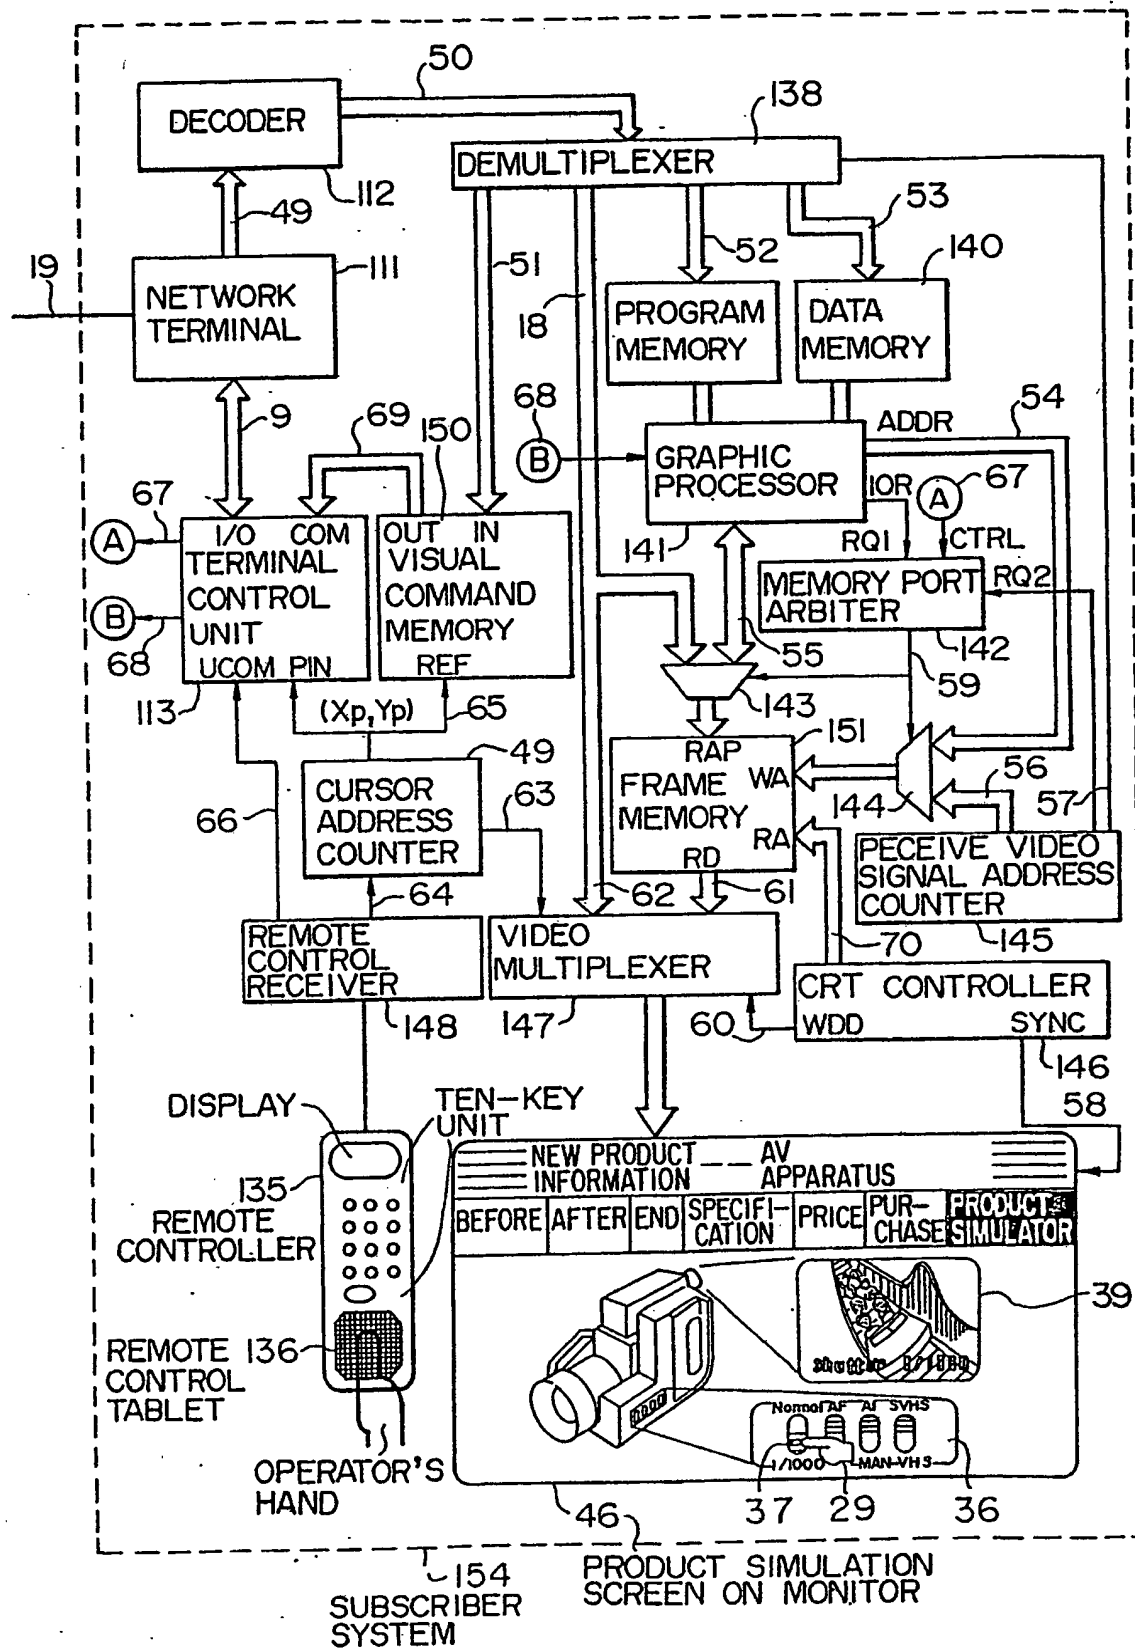 50
138
DECODER
DEMULTIPLEXER
112
49
53
19
111
51
52
140
NETWORK
TERMINAL
18
PROGRAM
MEMORY
DATA
MEMORY
9
69
150
68
B
54
ADDR
GRAPHIC
PROCESSOR
IOR
A
67
67
A
I/O COM
TERMINAL
CONTROL
UNIT
UCOM PIN
OUT IN
VISUAL
COMMAND
MEMORY
REF
141
RQ1
CTRL
MEMORY PORT
ARBITER
RQ2
B
68
55
142
59
113
(Xp,Yp)
65
143
49
151
RAP
FRAME
MEMORY
WA
RA
RD
56
144
57
CURSOR
ADDRESS
COUNTER
63
66
64
62
61
PECEIVE VIDEO
SIGNAL ADDRESS
COUNTER
145
70
REMOTE
CONTROL
RECEIVER
VIDEO
MULTIPLEXER
CRT CONTROLLER
WDD SYNC
148
147
60
146
58
DISPLAY
TEN-KEY
UNIT
135
REMOTE
CONTROLLER
NEW PRODUCT
INFORMATION
AV
APPARATUS
BEFORE
AFTER
END
SPECIFI-
CATION
PRICE
PUR-
CHASE
PRODUCT
SIMULATOR
39
shutter 1/1000
REMOTE 136
CONTROL
TABLET
Normal AF AI SVHS
1/1000 MAN VHS
OPERATOR'S
HAND
37
29
36
46
PRODUCT SIMULATION
SCREEN ON MONITOR
154
SUBSCRIBER
SYSTEM